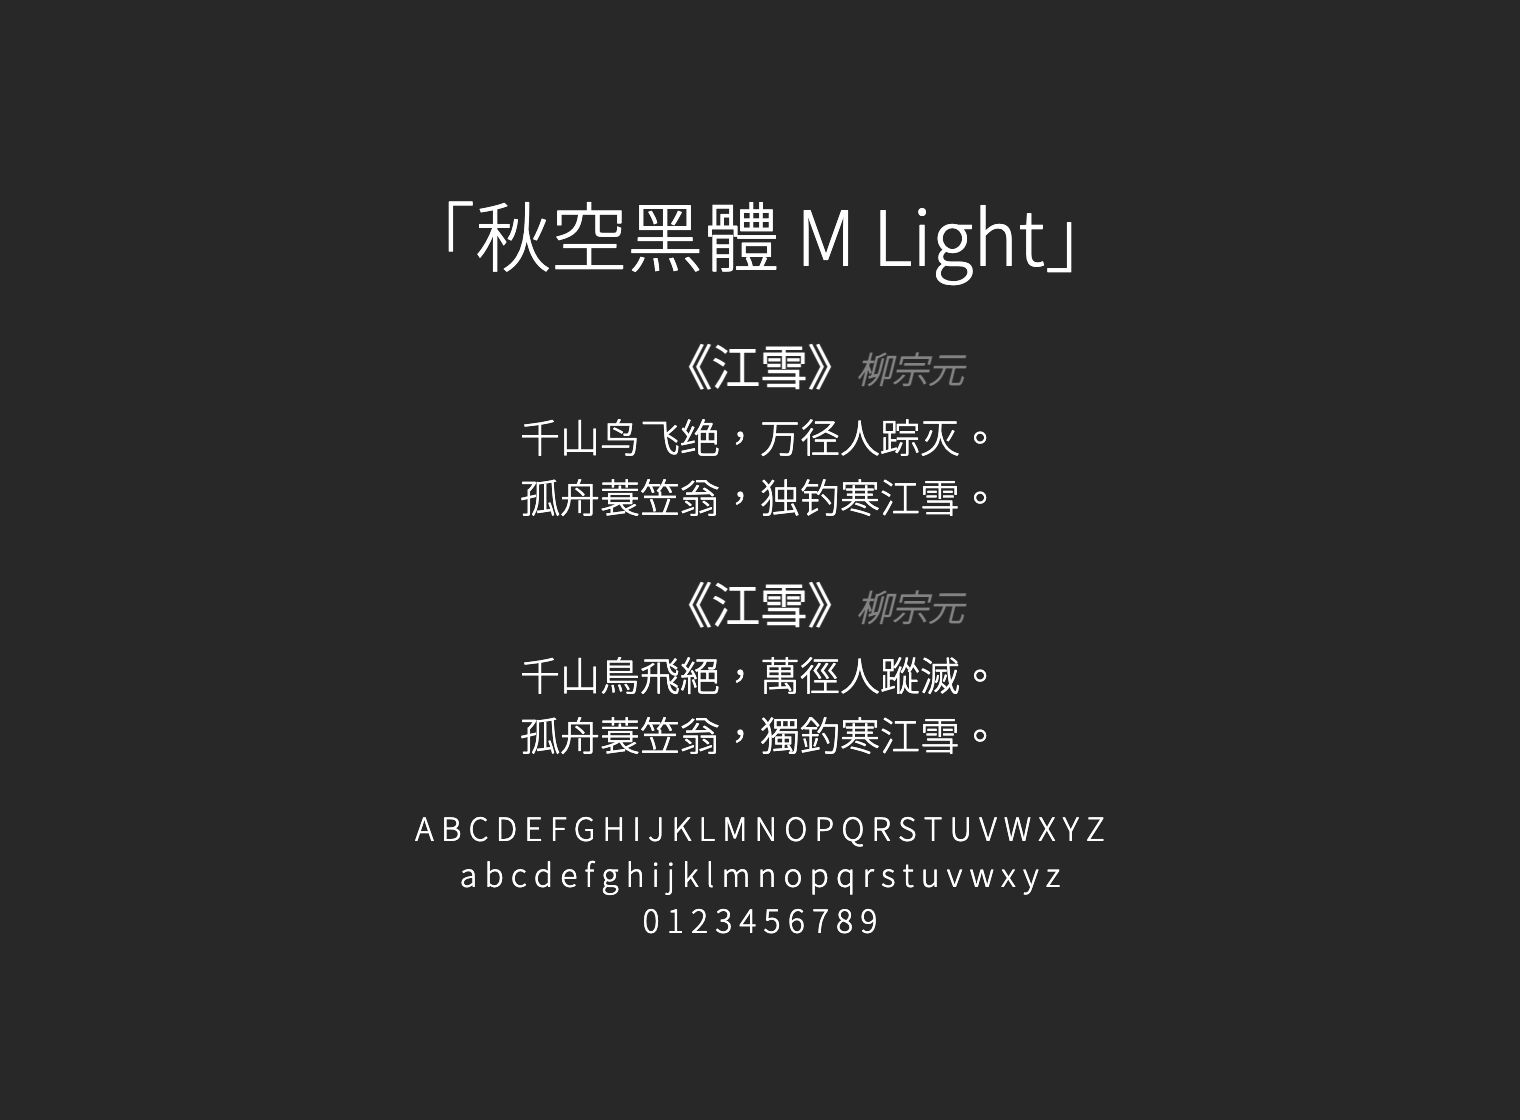 「秋空黑體 M Light」
《江雪》 柳宗元
千山鸟飞绝，万径人踪灭。
孤舟蓑笠翁，独钓寒江雪。
《江雪》 柳宗元
千山鳥飛絕，萬徑人蹤滅。
孤舟蓑笠翁，獨釣寒江雪。
A B C D E F G H I J K L M N O P Q R S T U V W X Y Z
a b c d e f g h i j k l m n o p q r s t u v w x y z
0 1 2 3 4 5 6 7 8 9